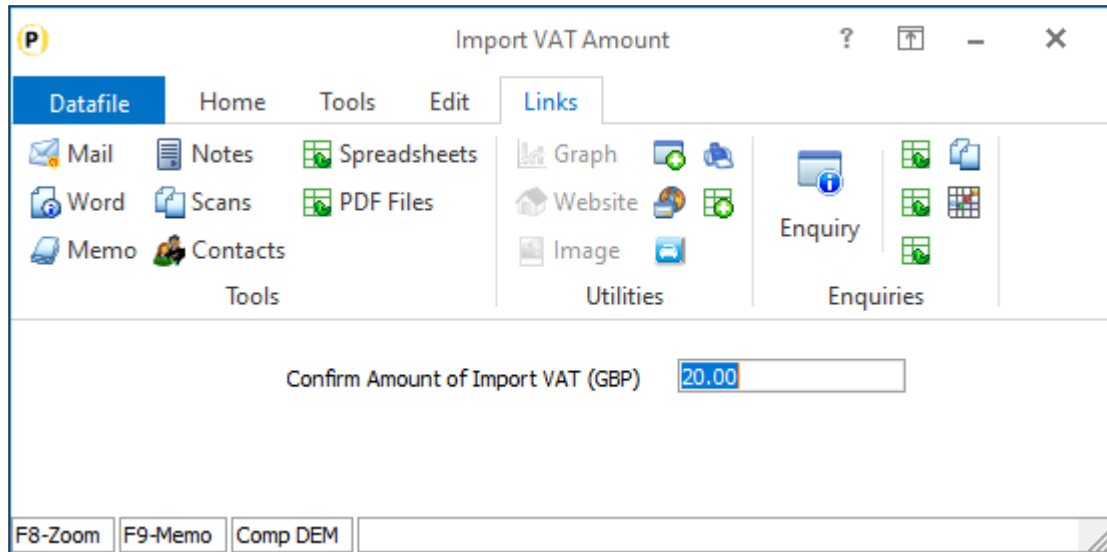 P Import VAT Amount ?
Datafile Home Tools Edit Links
Mail Notes Spreadsheets Graph
Word Scans PDF Files Website Enquiry
Memo Contacts Image
Tools Utilities Enquiries
Confirm Amount of Import VAT (GBP) 20.00
F8-Zoom F9-Memo Comp DEM